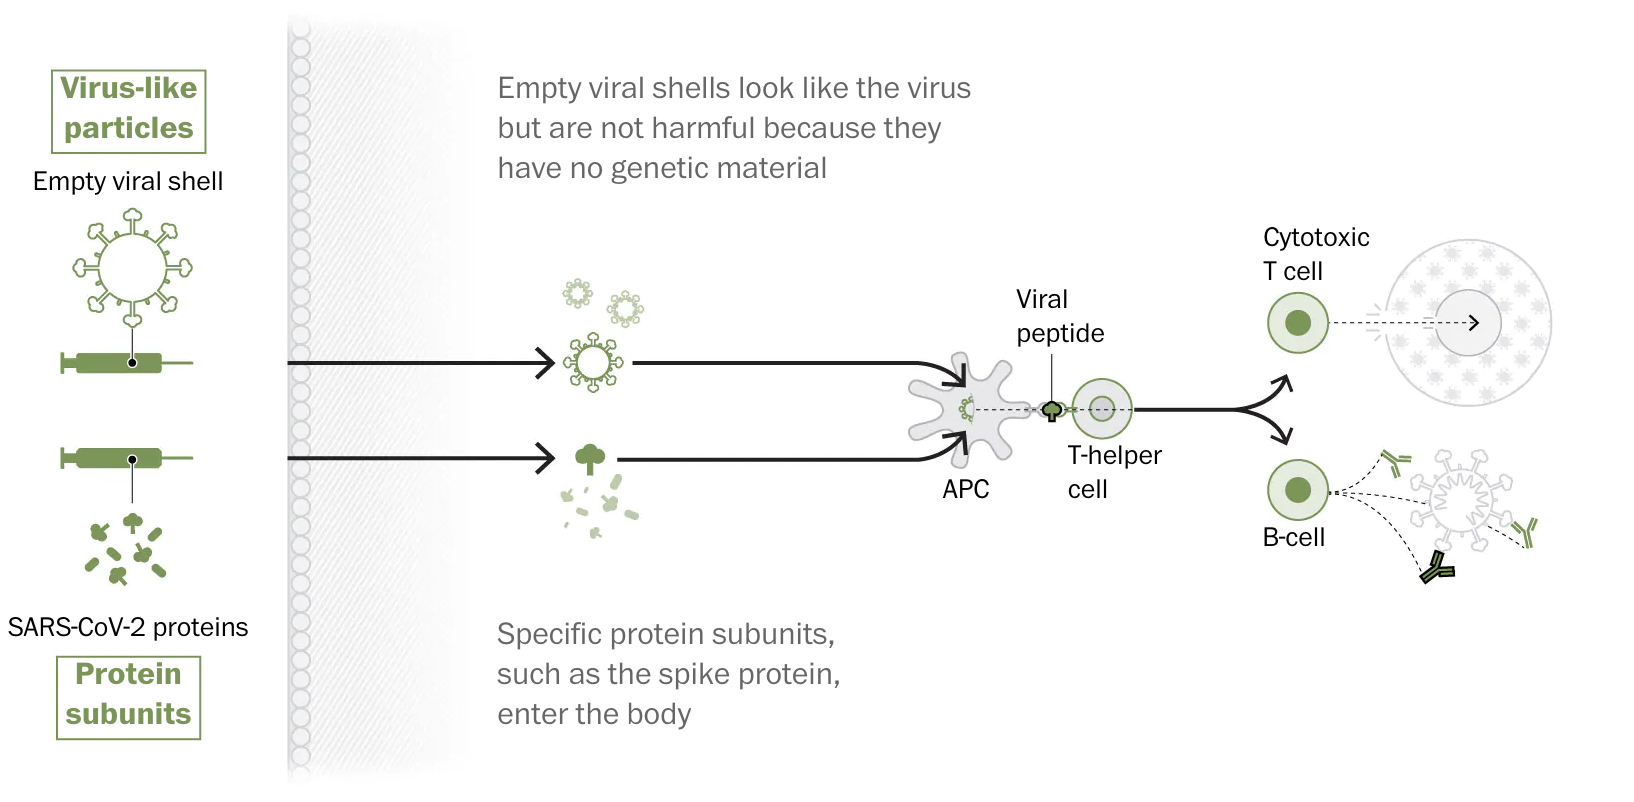 Virus-like
particles
Empty viral shell
SARS-CoV-2 proteins
Protein
subunits
Empty viral shells look like the virus
but are not harmful because they
have no genetic material
Specific protein subunits,
such as the spike protein,
enter the body
APC
Viral
peptide
T-helper
cell
Cytotoxic
T cell
B-cell